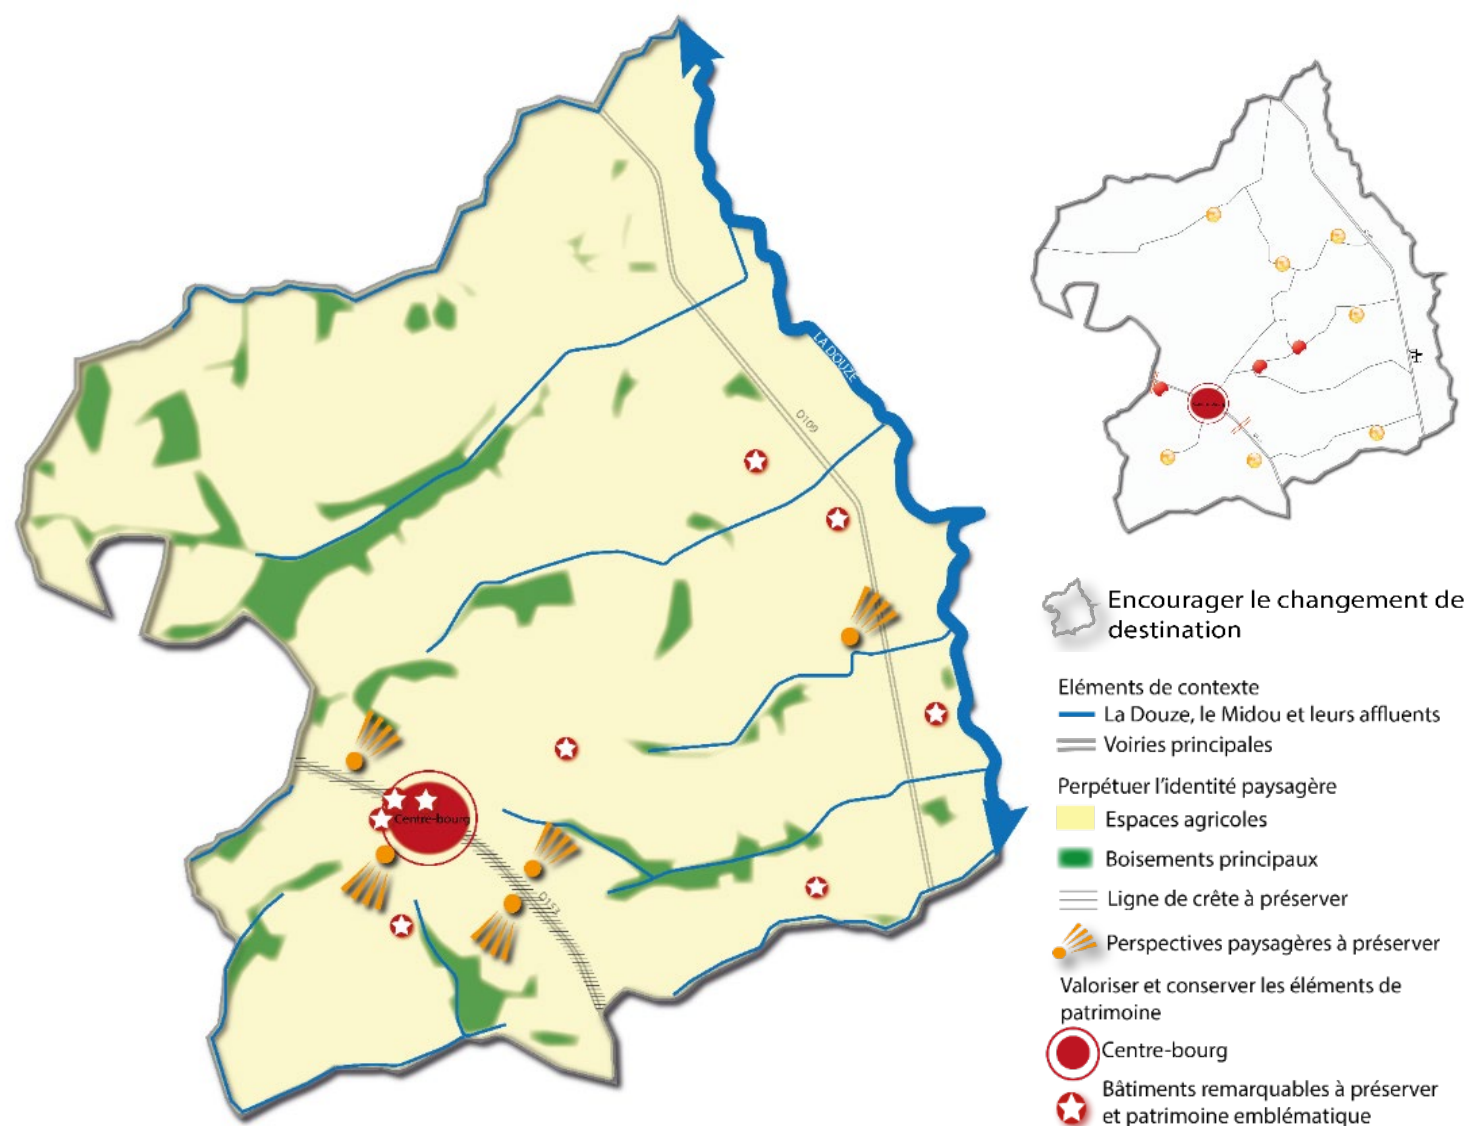 LA DOUZE
D109
Centre-bourg
D153
Encourager le changement de
destination
Eléments de contexte
La Douze, le Midou et leurs affluents
Voiries principales
Perpétuer l'identité paysagère
Espaces agricoles
Boisements principaux
Ligne de crête à préserver
Perspectives paysagères à préserver
Valoriser et conserver les éléments de
patrimoine
Centre-bourg
Bâtiments remarquables à préserver
et patrimoine emblématique